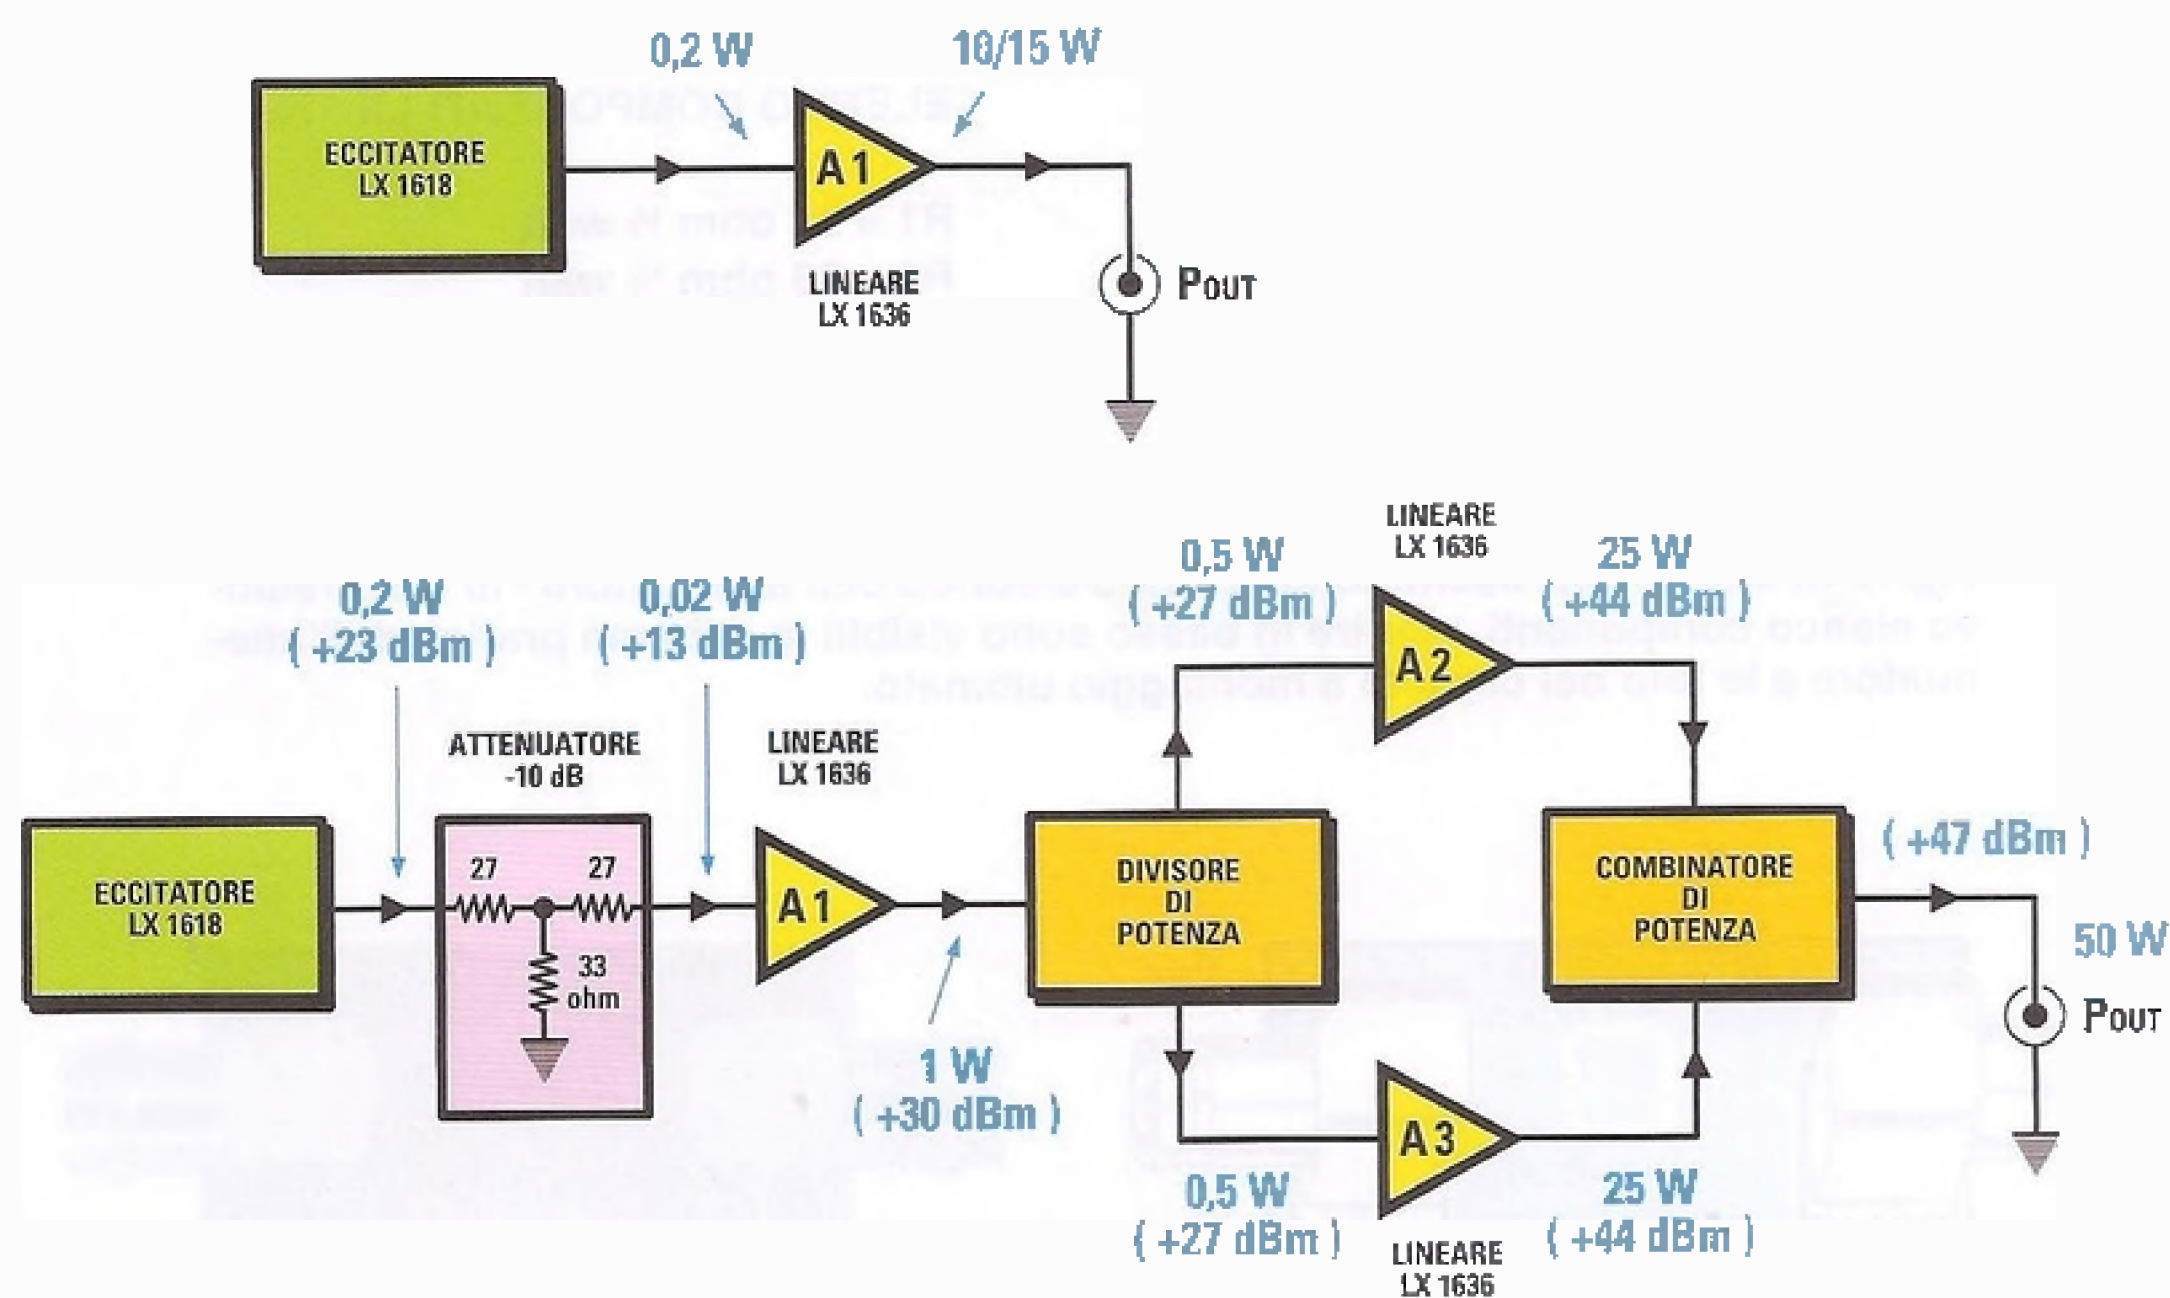 0,2 W
10/15 W
ECCITATORE
LX 1618
A1
LINEARE
LX 1636
POUT
LINEARE
LX 1636
0,5 W
( +27 dBm )
25 W
( +44 dBm )
A2
0,2 W
( +23 dBm )
0,02 W
( +13 dBm )
ATTENUATORE
-10 dB
LINEARE
LX 1636
ECCITATORE
LX 1618
27
27
33
ohm
A1
1 W
( +30 dBm )
DIVISORE
DI
POTENZA
COMBINATORE
DI
POTENZA
( +47 dBm )
50 W
POUT
A3
0,5 W
( +27 dBm )
25 W
( +44 dBm )
LINEARE
LX 1636